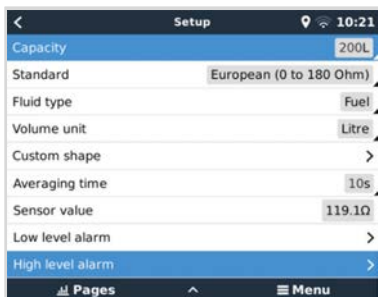 Setup 10:21
Capacity 200L
Standard European (0 to 180 Ohm)
Fluid type Fuel
Volume unit Litre
Custom shape
Averaging time 10s
Sensor value 119.1Ω
Low level alarm
High level alarm
Pages Menu